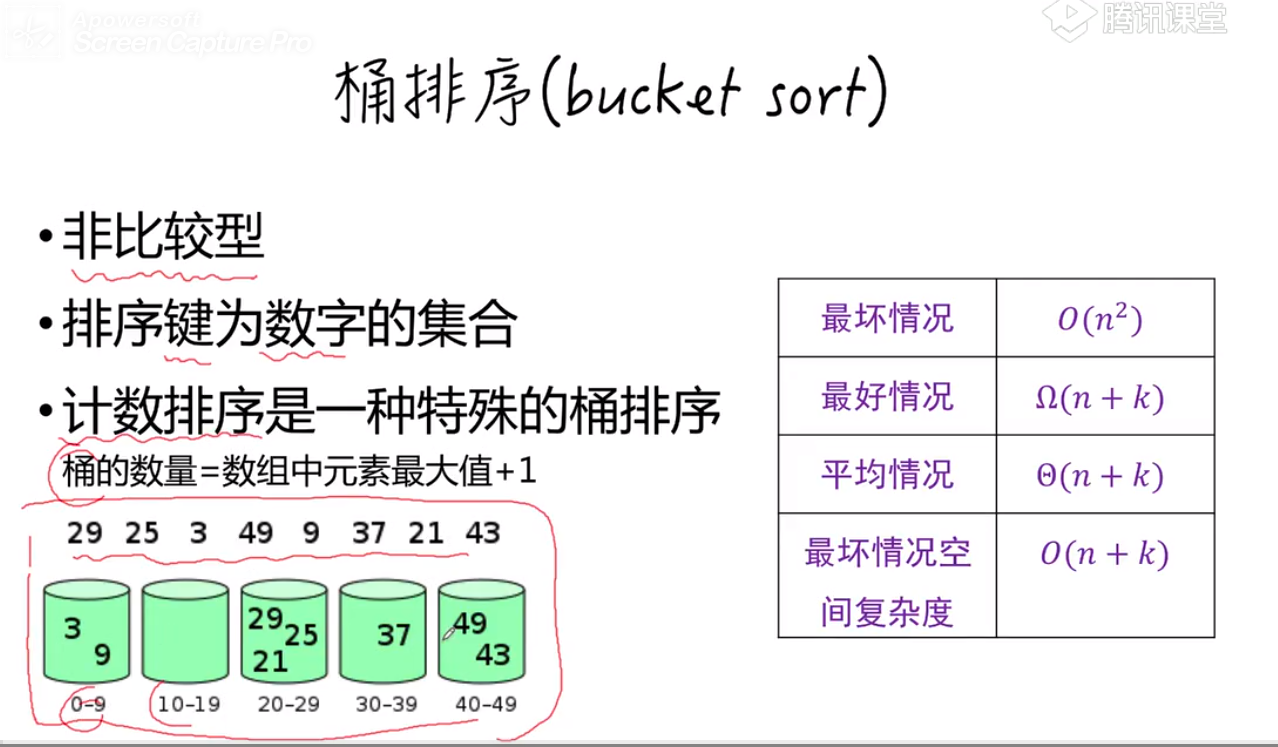 Apowersoft
Screen Capture Pro
腾讯课堂
桶排序(bucket sort)
•非比较型
•排序键为数字的集合
•计数排序是一种特殊的桶排序
桶的数量=数组中元素最大值+1
29 25 3 49 9 37 21 43
3
9
29
25
21
37
49
43
0–9 10–19 20–29 30–39 40–49
最坏情况 O(n²)
最好情况 Ω(n + k)
平均情况 Θ(n + k)
最坏情况空 O(n + k)
间复杂度